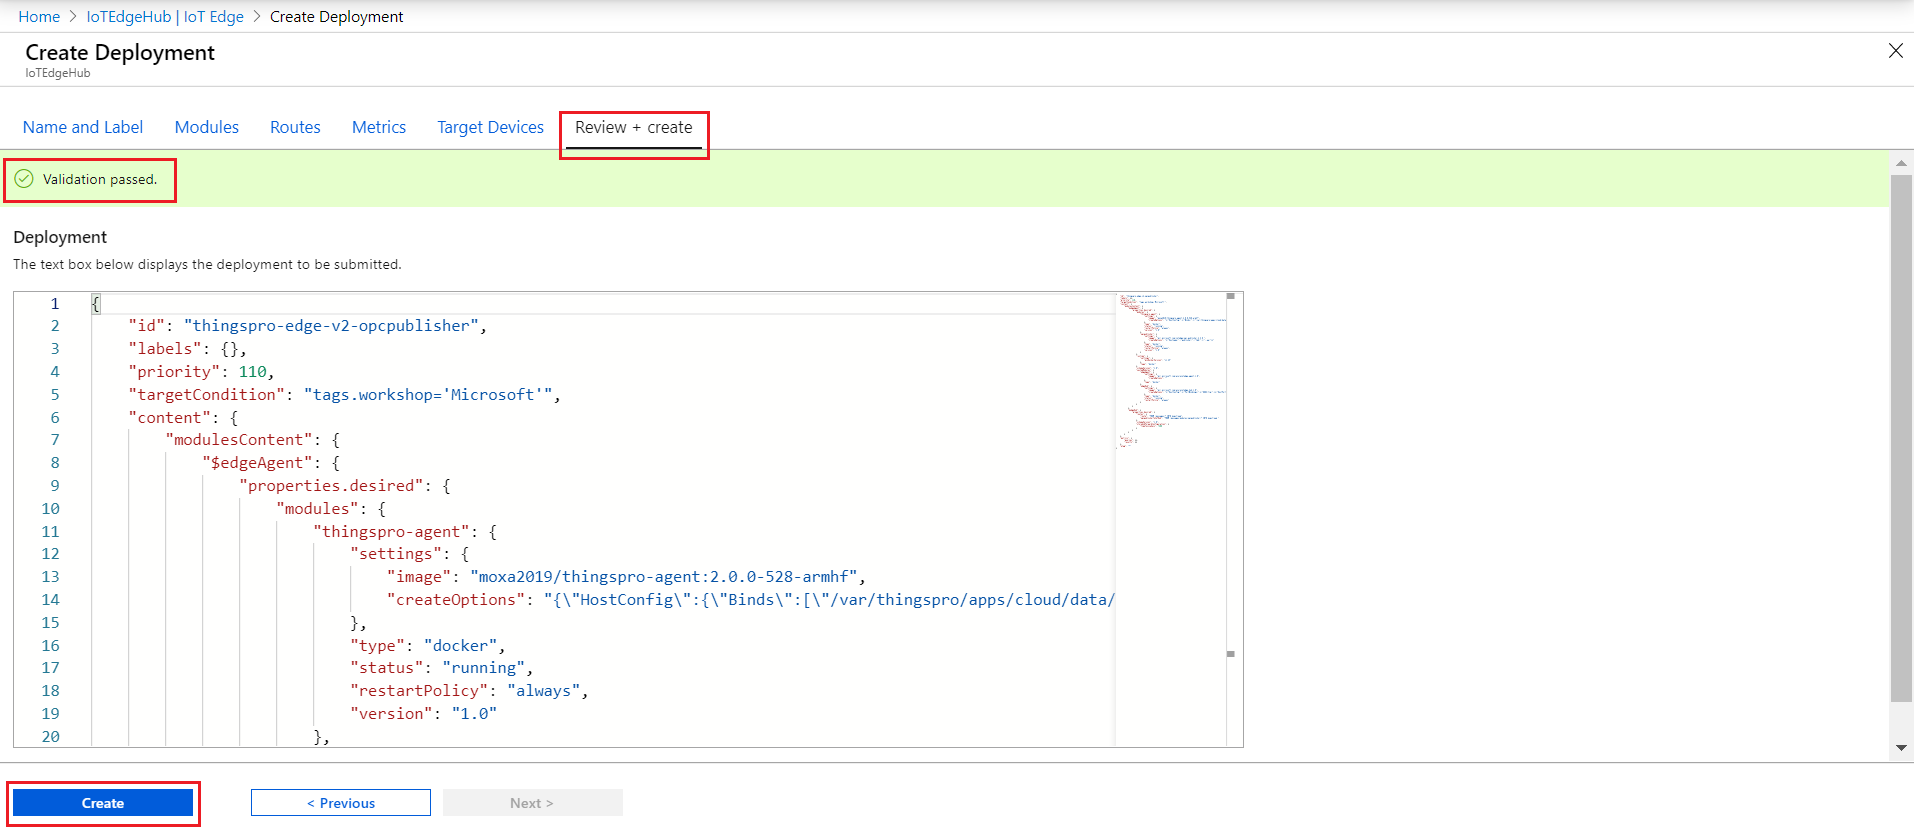 Home > IoTEdgeHub | IoT Edge > Create Deployment
Create Deployment
IoTEdgeHub
Name and Label Modules Routes Metrics Target Devices Review + create
Validation passed.
Deployment
The text box below displays the deployment to be submitted.
1 {
2 "id": "thingspro-edge-v2-opcpublisher",
3 "labels": {},
4 "priority": 110,
5 "targetCondition": "tags.workshop='Microsoft'",
6 "content": {
7 "modulesContent": {
8 "$edgeAgent": {
9 "properties.desired": {
10 "modules": {
11 "thingspro-agent": {
12 "settings": {
13 "image": "moxa2019/thingspro-agent:2.0.0-528-armhf",
14 "createOptions": "{\"HostConfig\":{\"Binds\":[\"/var/thingspro/apps/cloud/data/
15 },
16 "type": "docker",
17 "status": "running",
18 "restartPolicy": "always",
19 "version": "1.0"
20 },
Create < Previous Next >